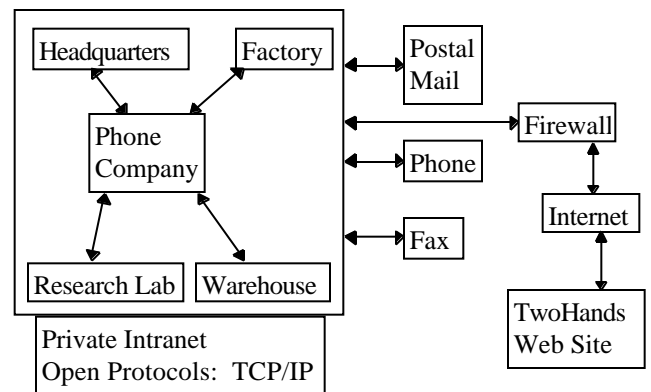 Headquarters
Factory
Postal
Mail
Phone
Company
Firewall
Phone
Internet
Fax
Research Lab
Warehouse
TwoHands
Web Site
Private Intranet
Open Protocols:  TCP/IP